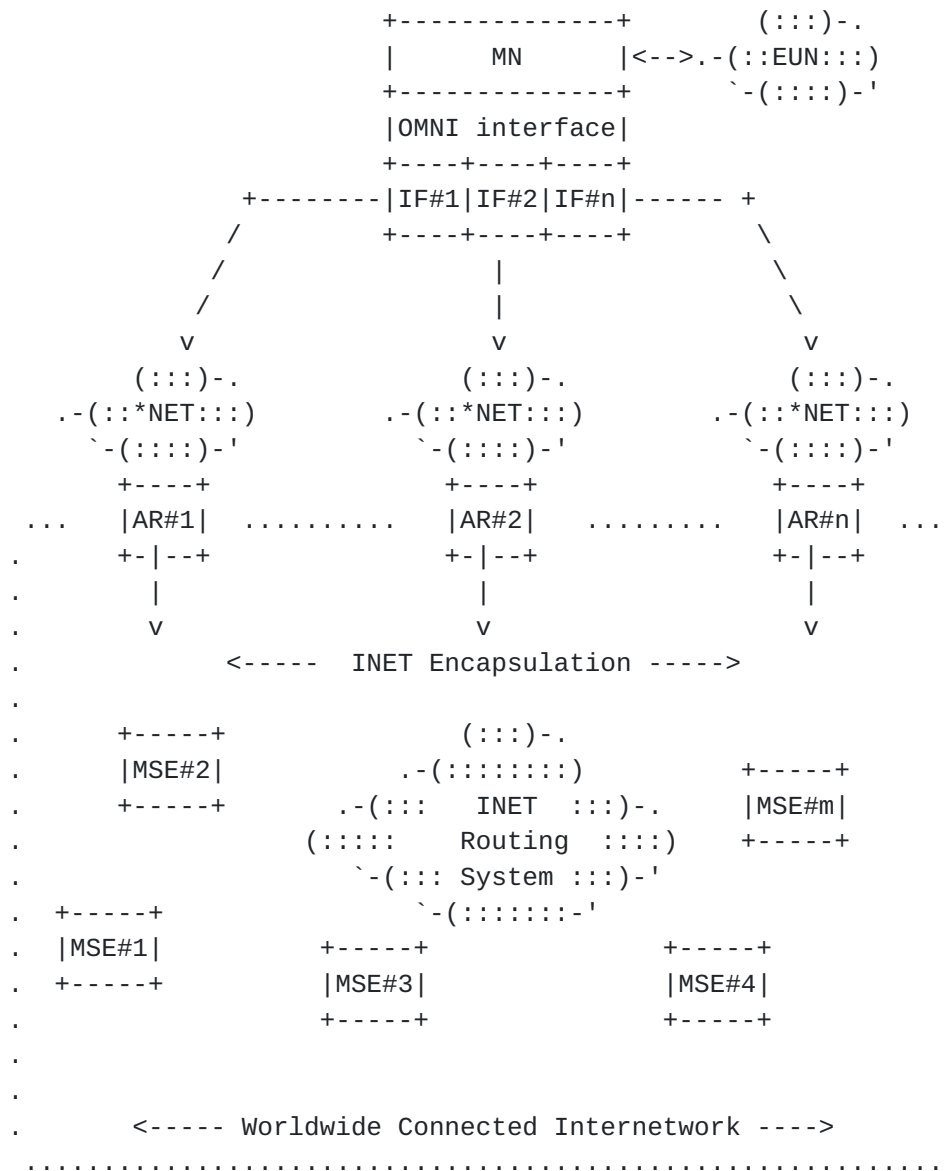 +--------------+ (:::)-.
| MN |<-->.-(::EUN:::)
+--------------+ `-(::::)-'
|OMNI interface|
+----+----+----+
+--------|IF#1|IF#2|IF#n|------ +
/ +----+----+----+ \
/ | \
/ | \
v v v
(:::)-. (:::)-. (:::)-.
.-(::*NET:::) .-(::*NET:::) .-(::*NET:::)
`-(::::)-' `-(::::)-' `-(::::)-'
+----+ +----+ +----+
... |AR#1| .......... |AR#2| ......... |AR#n| ...
. +-|--+ +-|--+ +-|--+
. | | |
. v v v
. <----- INET Encapsulation ----->
.
. +-----+ (:::)-.
. |MSE#2| .-(::::::::) +-----+
. +-----+ .-(::: INET :::)-. |MSE#m|
. (::::: Routing ::::) +-----+
. `-(::: System :::)-'
. +-----+ `-(:::::::-'
. |MSE#1| +-----+ +-----+
. +-----+ |MSE#3| |MSE#4|
. +-----+ +-----+
.
.
. <----- Worldwide Connected Internetwork ---->
...........................................................